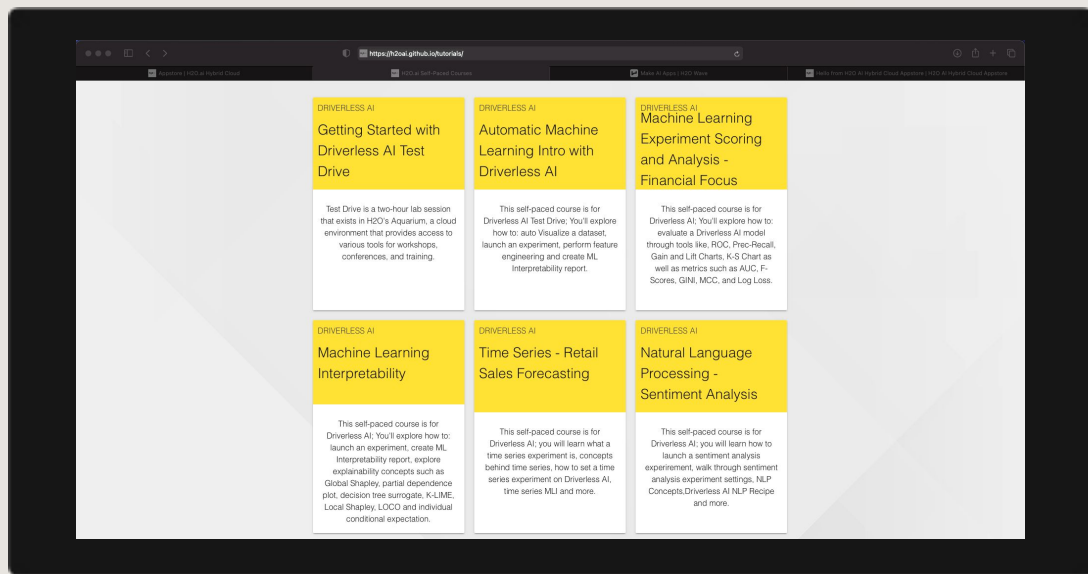 https://h2oai.github.io/tutorials/
Appstore | H2O.ai Hybrid Cloud
H2O.ai Self-Paced Courses
Make AI Apps | H2O Wave
Hello from H2O AI Hybrid Cloud Appstore | H2O AI Hybrid Cloud Appstore
DRIVERLESS AI
Getting Started with
Driverless AI Test
Drive
Test Drive is a two-hour lab session
that exists in H2O's Aquarium, a cloud
environment that provides access to
various tools for workshops,
conferences, and training.
DRIVERLESS AI
Automatic Machine
Learning Intro with
Driverless AI
This self-paced course is for
Driverless AI Test Drive; You'll explore
how to: auto Visualize a dataset,
launch an experiment, perform feature
engineering and create ML
Interpretability report.
DRIVERLESS AI
Machine Learning
Experiment Scoring
and Analysis -
Financial Focus
This self-paced course is for
Driverless AI; You'll explore how to:
evaluate a Driverless AI model
through tools like, ROC, Prec-Recall,
Gain and Lift Charts, K-S Chart as
well as metrics such as AUC, F-
Scores, GINI, MCC, and Log Loss.
DRIVERLESS AI
Machine Learning
Interpretability
This self-paced course is for
Driverless AI; You'll explore how to:
launch an experiment, create ML
Interpretability report, explore
explainability concepts such as
Global Shapley, partial dependence
plot, decision tree surrogate, K-LIME,
Local Shapley, LOCO and individual
conditional expectation.
DRIVERLESS AI
Time Series - Retail
Sales Forecasting
This self-paced course is for
Driverless AI; you will learn what a
time series experiment is, concepts
behind time series, how to set a time
series experiment on Driverless AI,
time series MLI and more.
DRIVERLESS AI
Natural Language
Processing -
Sentiment Analysis
This self-paced course is for
Driverless AI; you will learn how to
launch a sentiment analysis
experirement, walk through sentiment
analysis experiment settings, NLP
Concepts,Driverless AI NLP Recipe
and more.